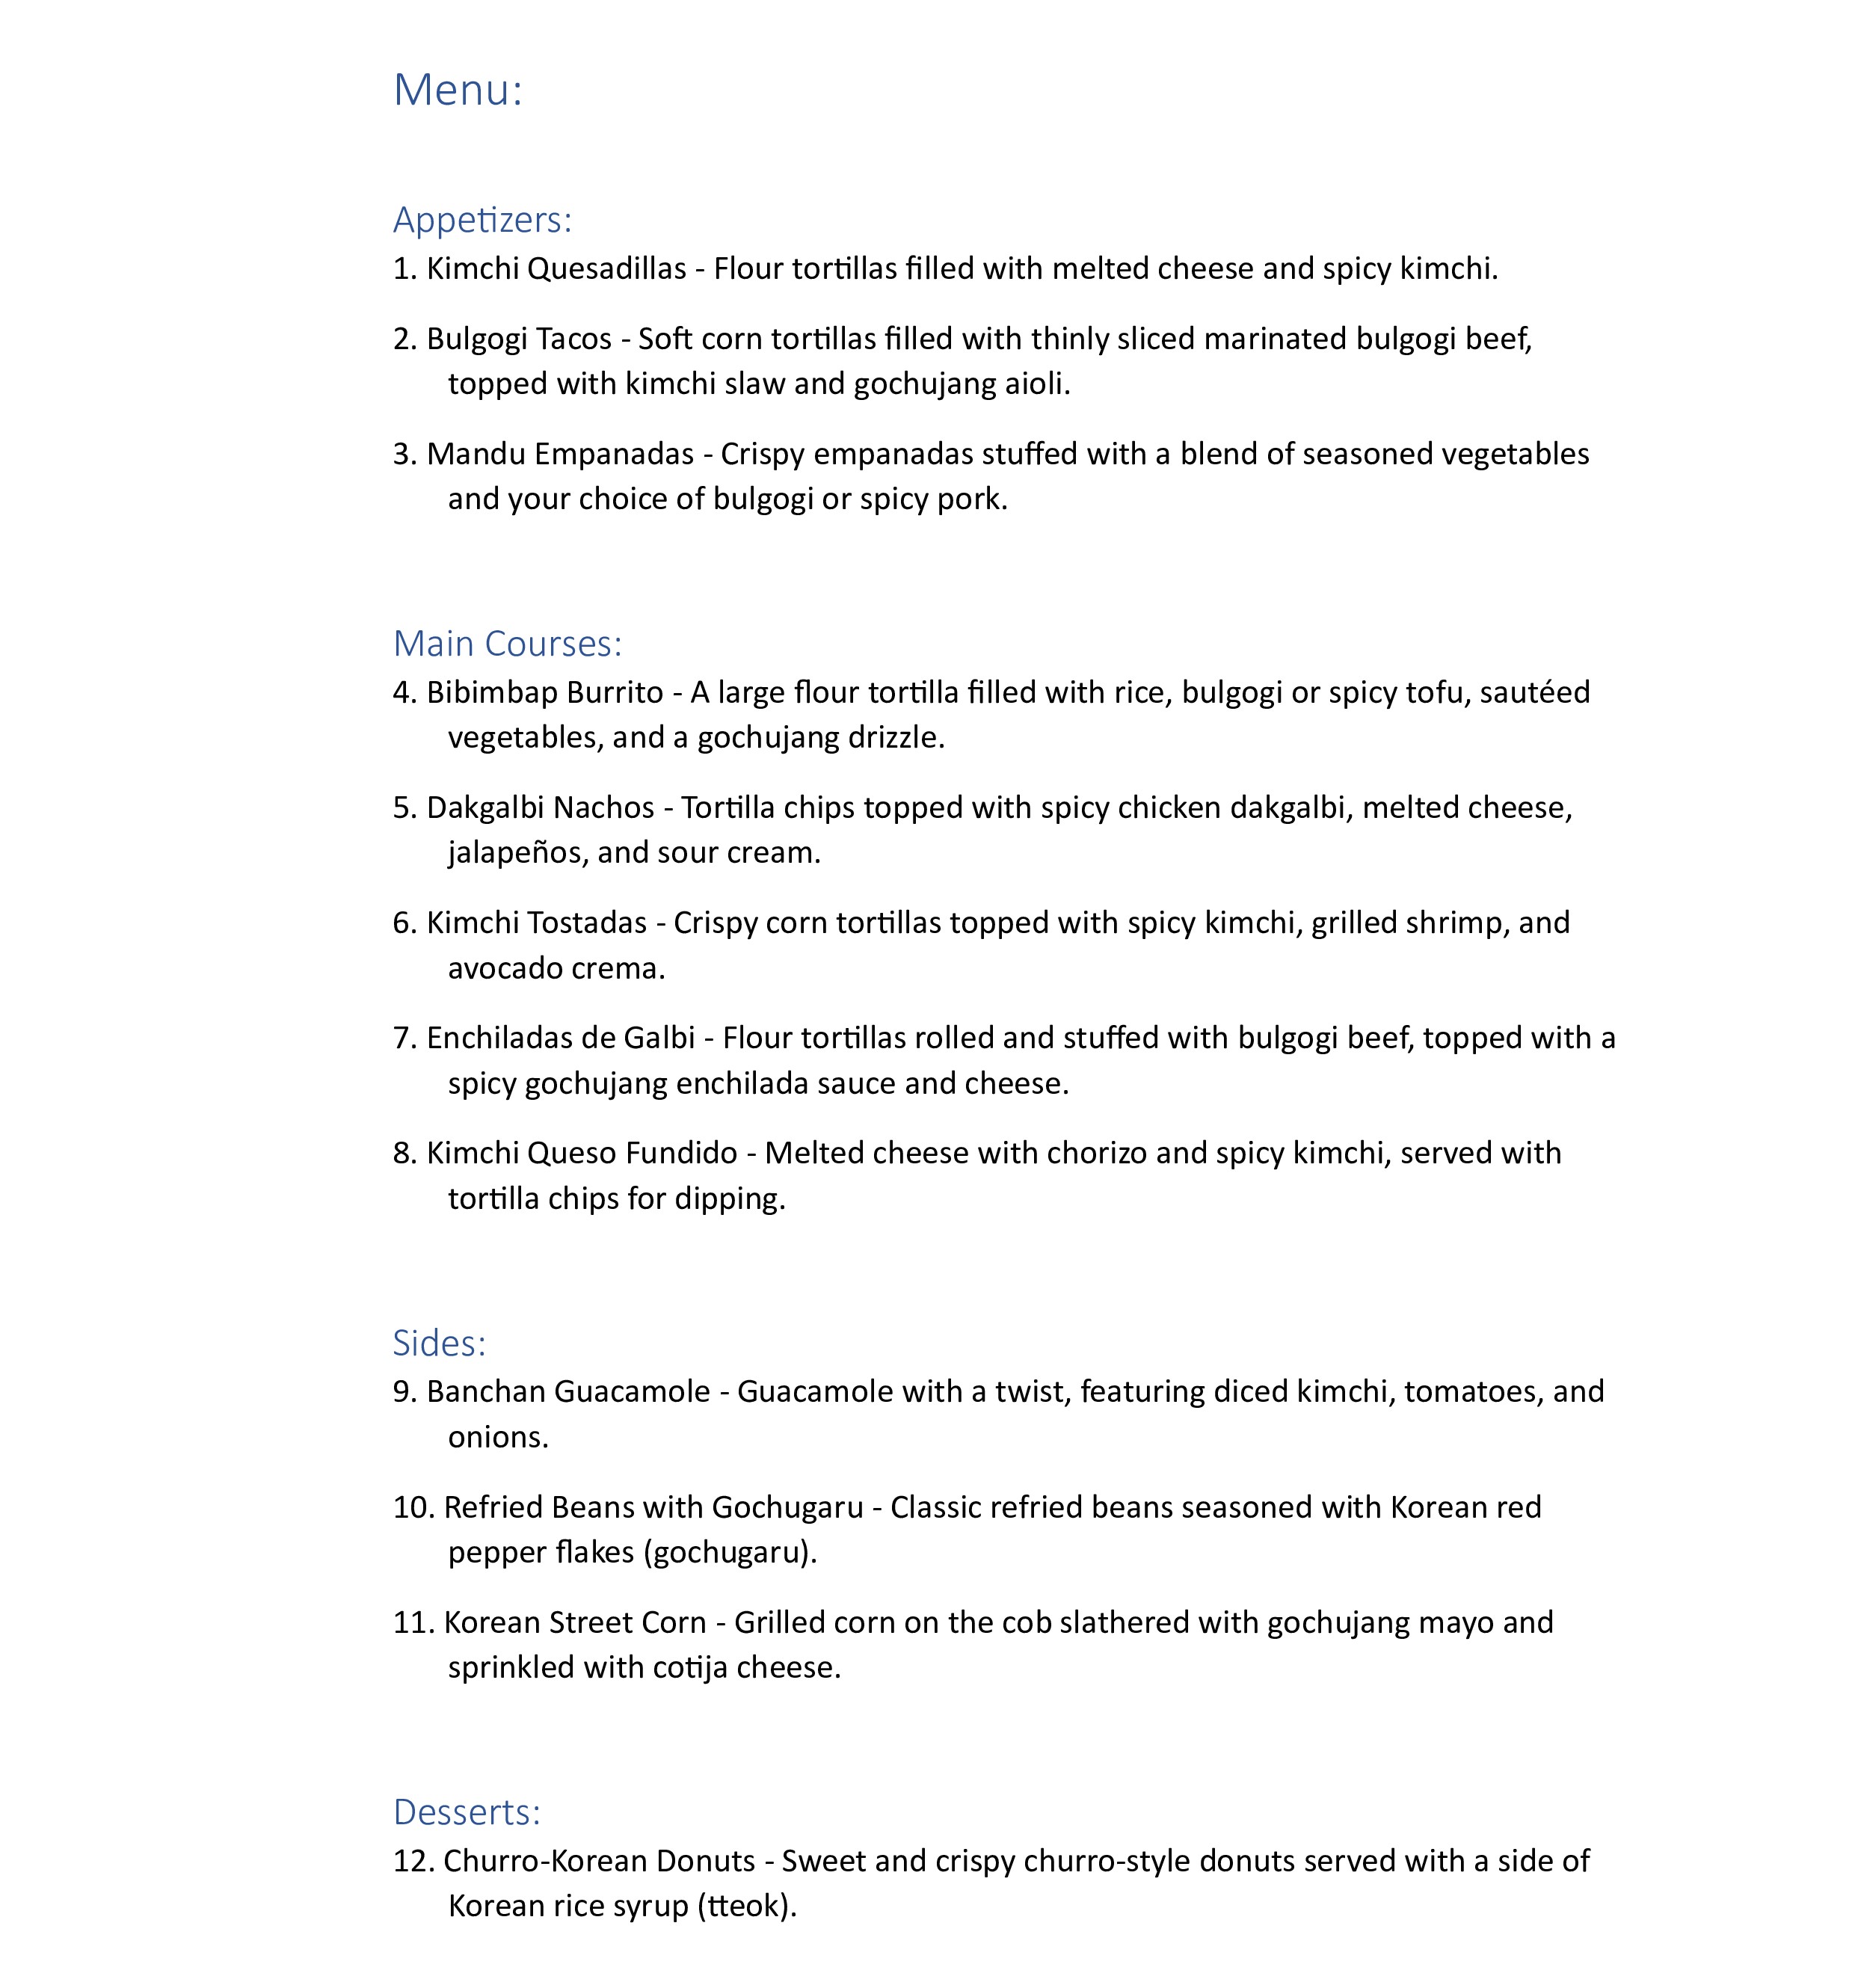 Menu:
Appetizers:
1. Kimchi Quesadillas - Flour tortillas filled with melted cheese and spicy kimchi.
2. Bulgogi Tacos - Soft corn tortillas filled with thinly sliced marinated bulgogi beef,
topped with kimchi slaw and gochujang aioli.
3. Mandu Empanadas - Crispy empanadas stuffed with a blend of seasoned vegetables
and your choice of bulgogi or spicy pork.
Main Courses:
4. Bibimbap Burrito - A large flour tortilla filled with rice, bulgogi or spicy tofu, sautéed
vegetables, and a gochujang drizzle.
5. Dakgalbi Nachos - Tortilla chips topped with spicy chicken dakgalbi, melted cheese,
jalapeños, and sour cream.
6. Kimchi Tostadas - Crispy corn tortillas topped with spicy kimchi, grilled shrimp, and
avocado crema.
7. Enchiladas de Galbi - Flour tortillas rolled and stuffed with bulgogi beef, topped with a
spicy gochujang enchilada sauce and cheese.
8. Kimchi Queso Fundido - Melted cheese with chorizo and spicy kimchi, served with
tortilla chips for dipping.
Sides:
9. Banchan Guacamole - Guacamole with a twist, featuring diced kimchi, tomatoes, and
onions.
10. Refried Beans with Gochugaru - Classic refried beans seasoned with Korean red
pepper flakes (gochugaru).
11. Korean Street Corn - Grilled corn on the cob slathered with gochujang mayo and
sprinkled with cotija cheese.
Desserts:
12. Churro-Korean Donuts - Sweet and crispy churro-style donuts served with a side of
Korean rice syrup (tteok).